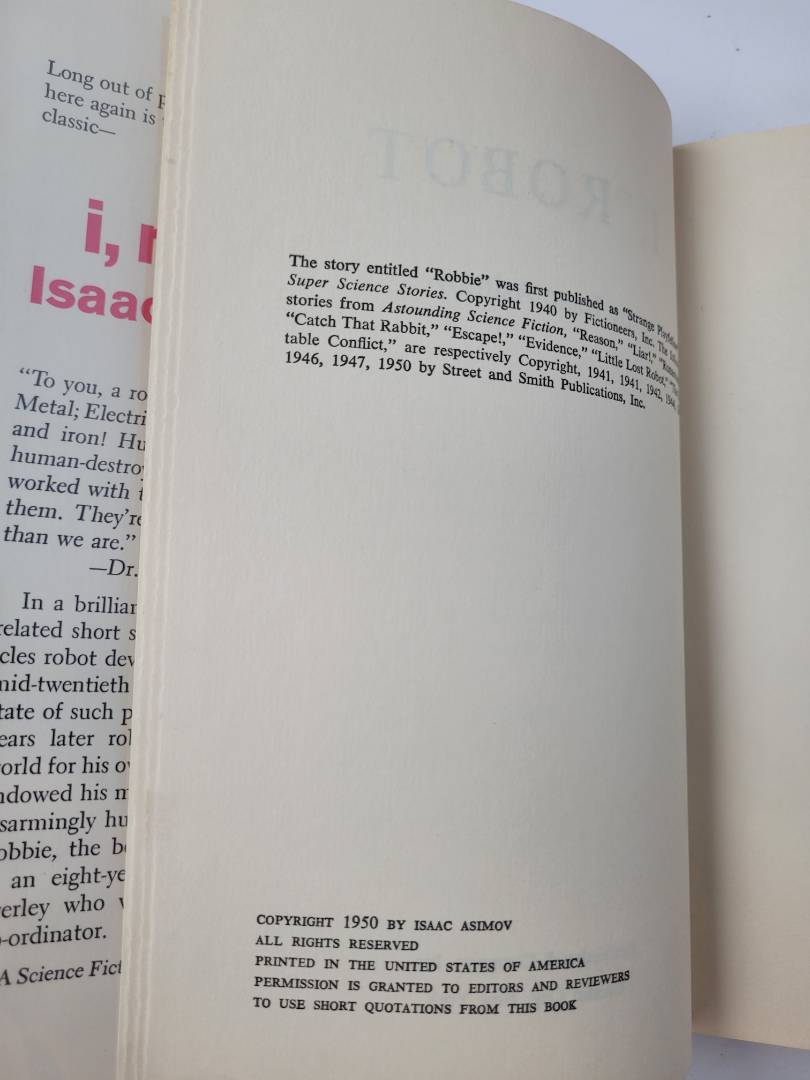 Long out of
here again is
classic—
i,
Isaac
"To you, a ro
Metal; Electri
and iron! Hu
human-destro
worked with
them. They're
than we are."
—Dr.
In a brilliar
related short s
cles robot dev
nid-twentieth
tate of such p
ears later rol
orld for his o
ndowed his m
sarmingly hu
obbie, the be
an eight-ye
erley who
-ordinator.
A Science Fict
ROBOT
The story entitled "Robbie" was first published as "Strange
Super Science Stories. Copyright 1940 by Fictioneers, Inc. The
stories from Astounding Science Fiction, "Reason," "Liar!,"
"Catch That Rabbit," "Escape!," "Evidence," "Little Lost Robot,"
table Conflict," are respectively Copyright, 1941, 1941, 1942, 1944,
1946, 1947, 1950 by Street and Smith Publications, Inc.
COPYRIGHT 1950 BY ISAAC ASIMOV
ALL RIGHTS RESERVED
PRINTED IN THE UNITED STATES OF AMERICA
PERMISSION IS GRANTED TO EDITORS AND REVIEWERS
TO USE SHORT QUOTATIONS FROM THIS BOOK